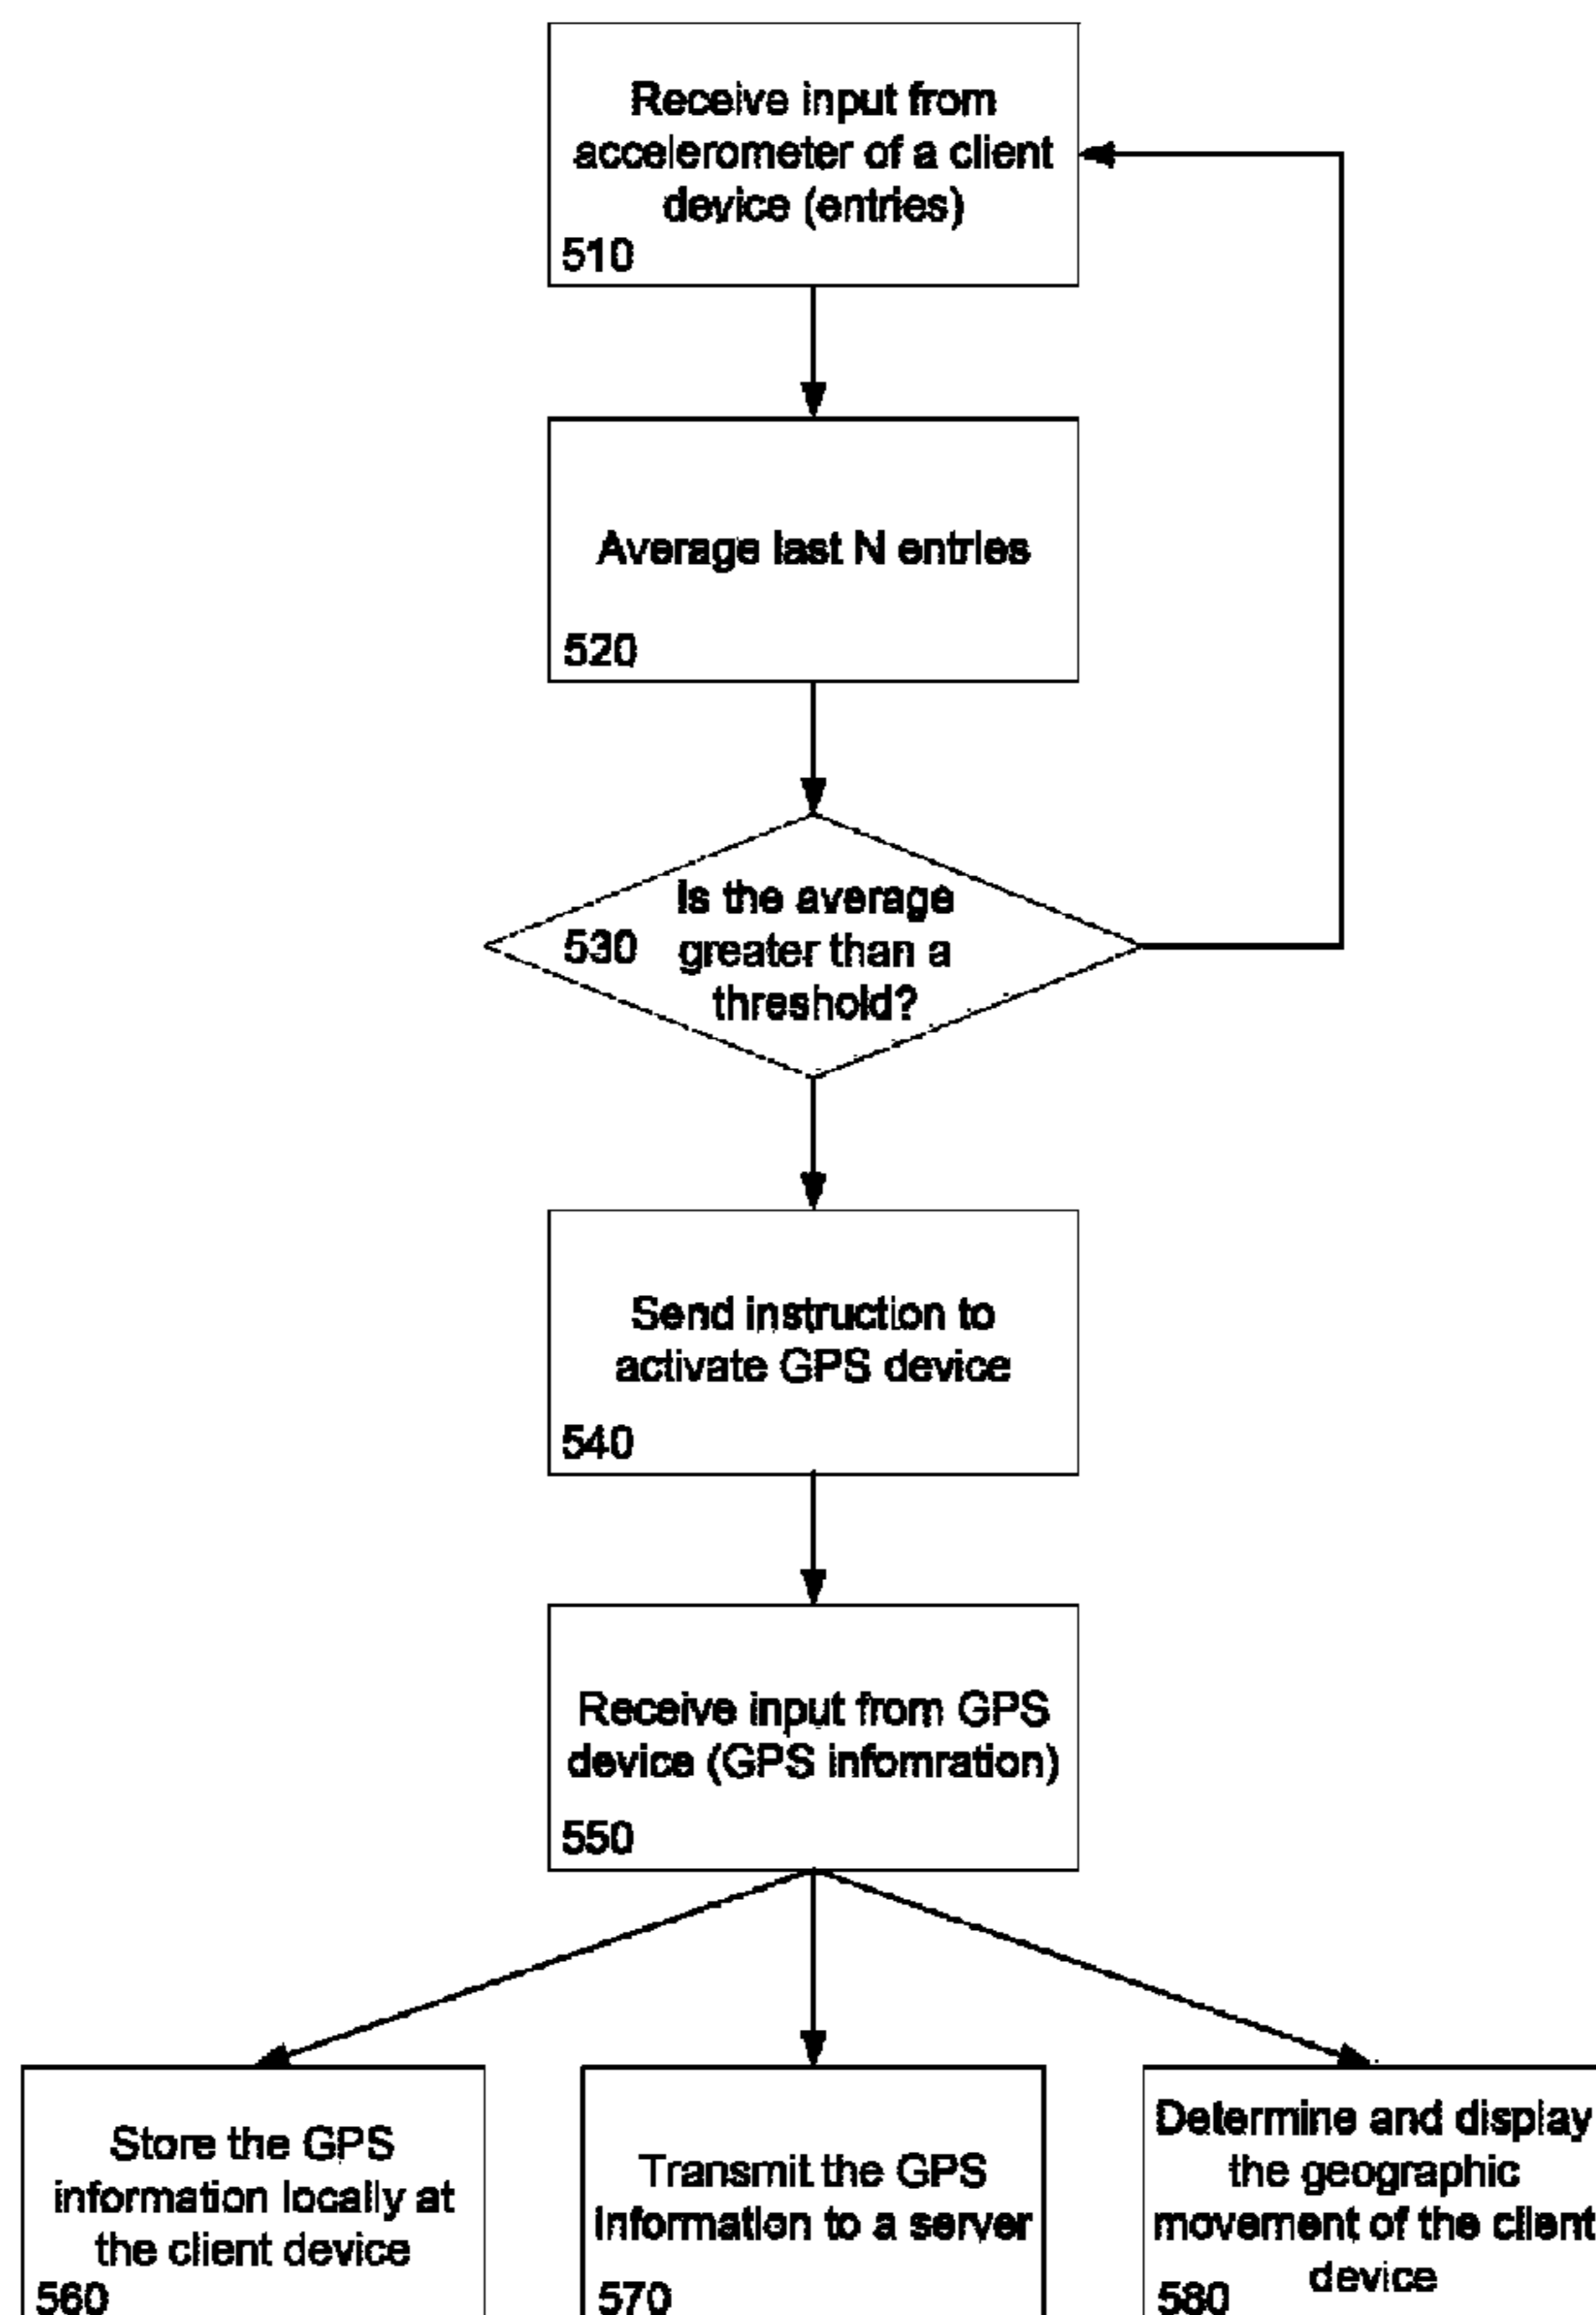 Receive input from
accelerometer of a client
device (entries)
510
Average last N entries
520
Is the average
530 greater than a
threshold?
Send instruction to
activate GPS device
540
Receive input from GPS
device (GPS infomration)
550
Store the GPS
information locally at
the client device
560
Transmit the GPS
information to a server
570
Determine and display
the geographic
movement of the client
device
580